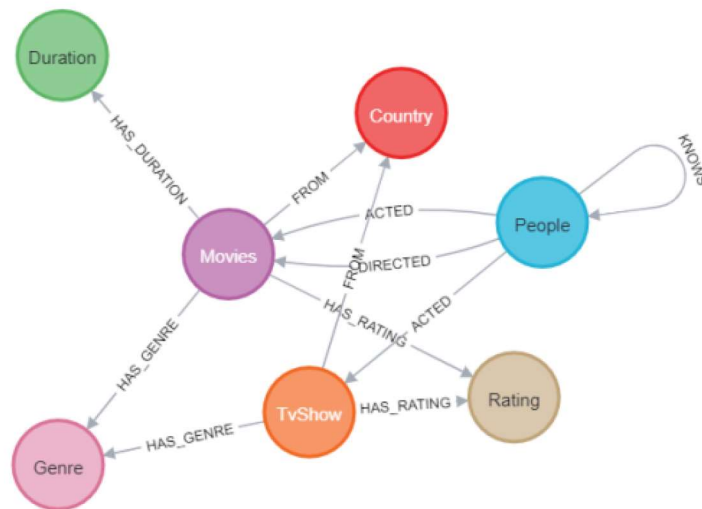 Duration
Country
KNOWS
HAS_DURATION
FROM
ACTED
People
Movies
DIRECTED
FROM
HAS_RATING
ACTED
HAS_GENRE
TvShow
HAS_RATING
Rating
HAS_GENRE
Genre